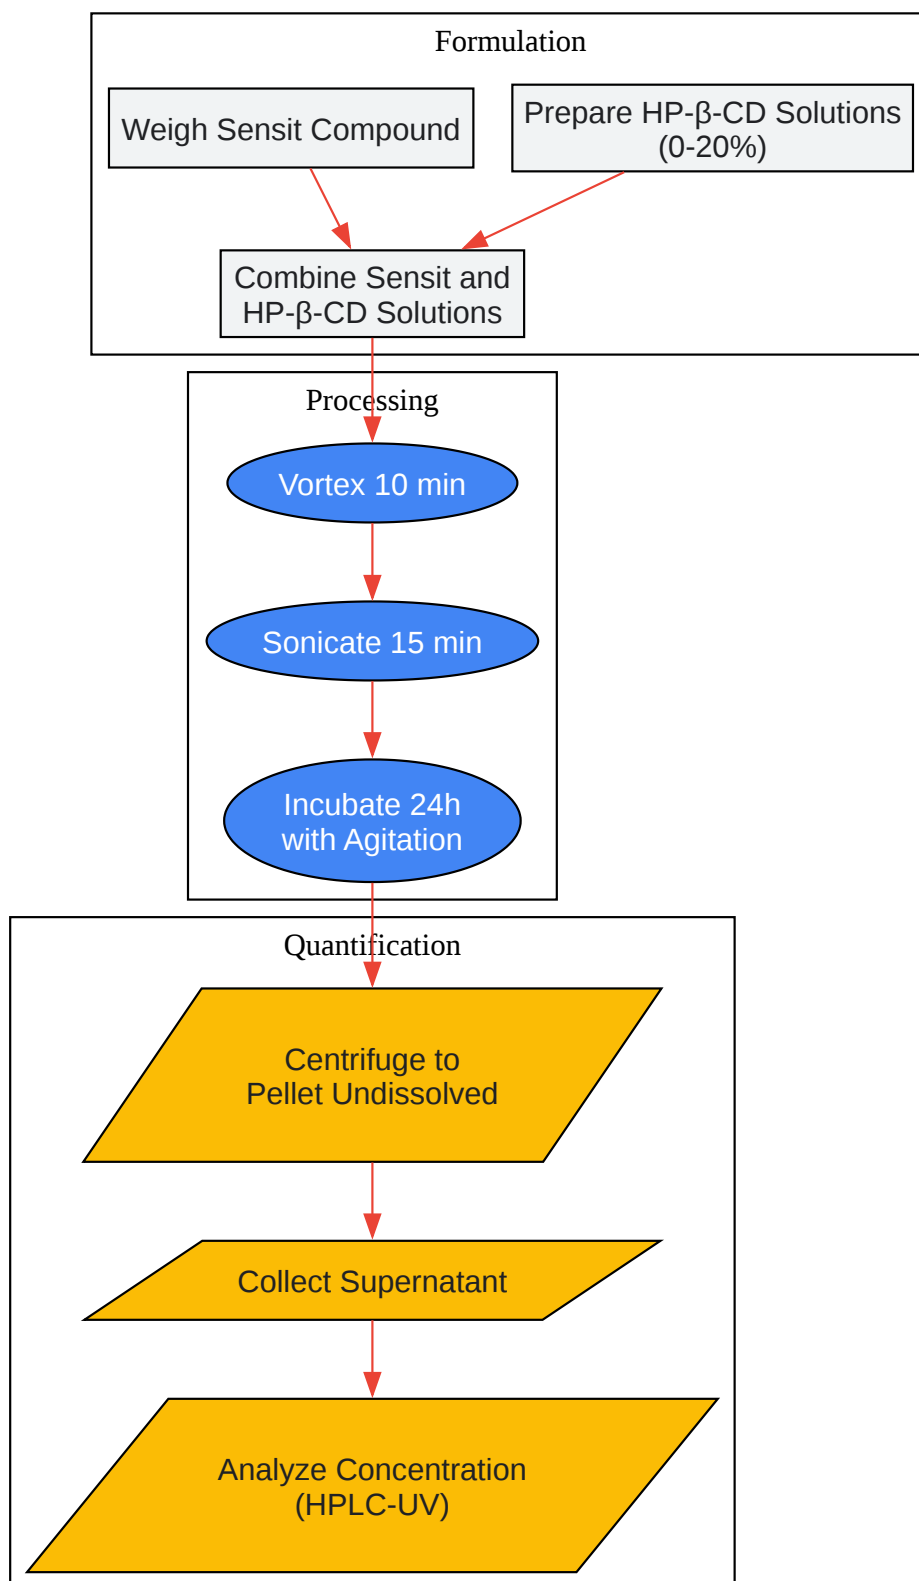 Formulation
Weigh Sensit Compound
Prepare HP-β-CD Solutions
(0-20%)
Combine Sensit and
HP-β-CD Solutions
Processing
Vortex 10 min
Sonicate 15 min
Incubate 24h
with Agitation
Quantification
Centrifuge to
Pellet Undissolved
Collect Supernatant
Analyze Concentration
(HPLC-UV)